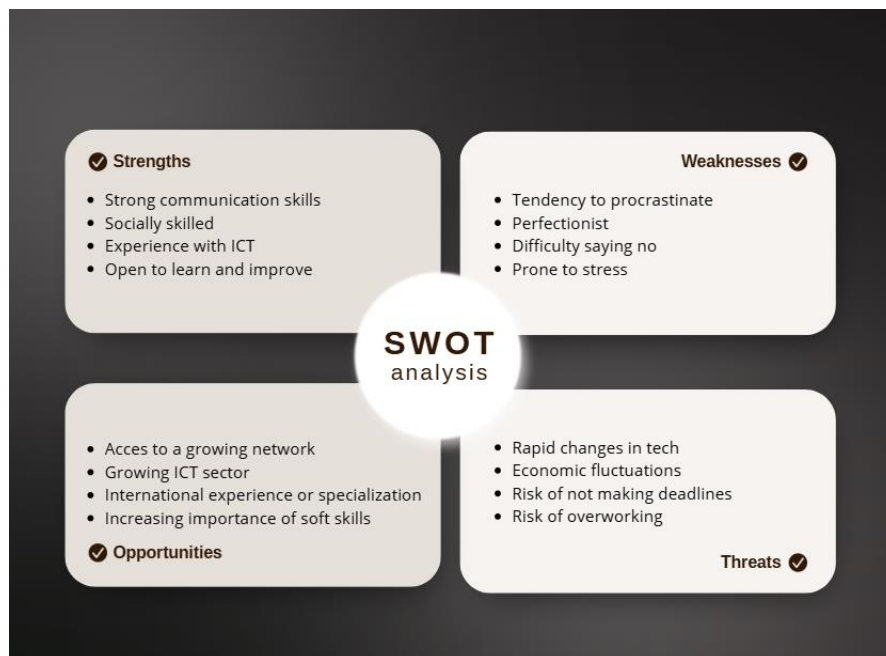 Strengths
• Strong communication skills
• Socially skilled
• Experience with ICT
• Open to learn and improve
Weaknesses
• Tendency to procrastinate
• Perfectionist
• Difficulty saying no
• Prone to stress
SWOT
analysis
• Acces to a growing network
• Growing ICT sector
• International experience or specialization
• Increasing importance of soft skills
Opportunities
• Rapid changes in tech
• Economic fluctuations
• Risk of not making deadlines
• Risk of overworking
Threats